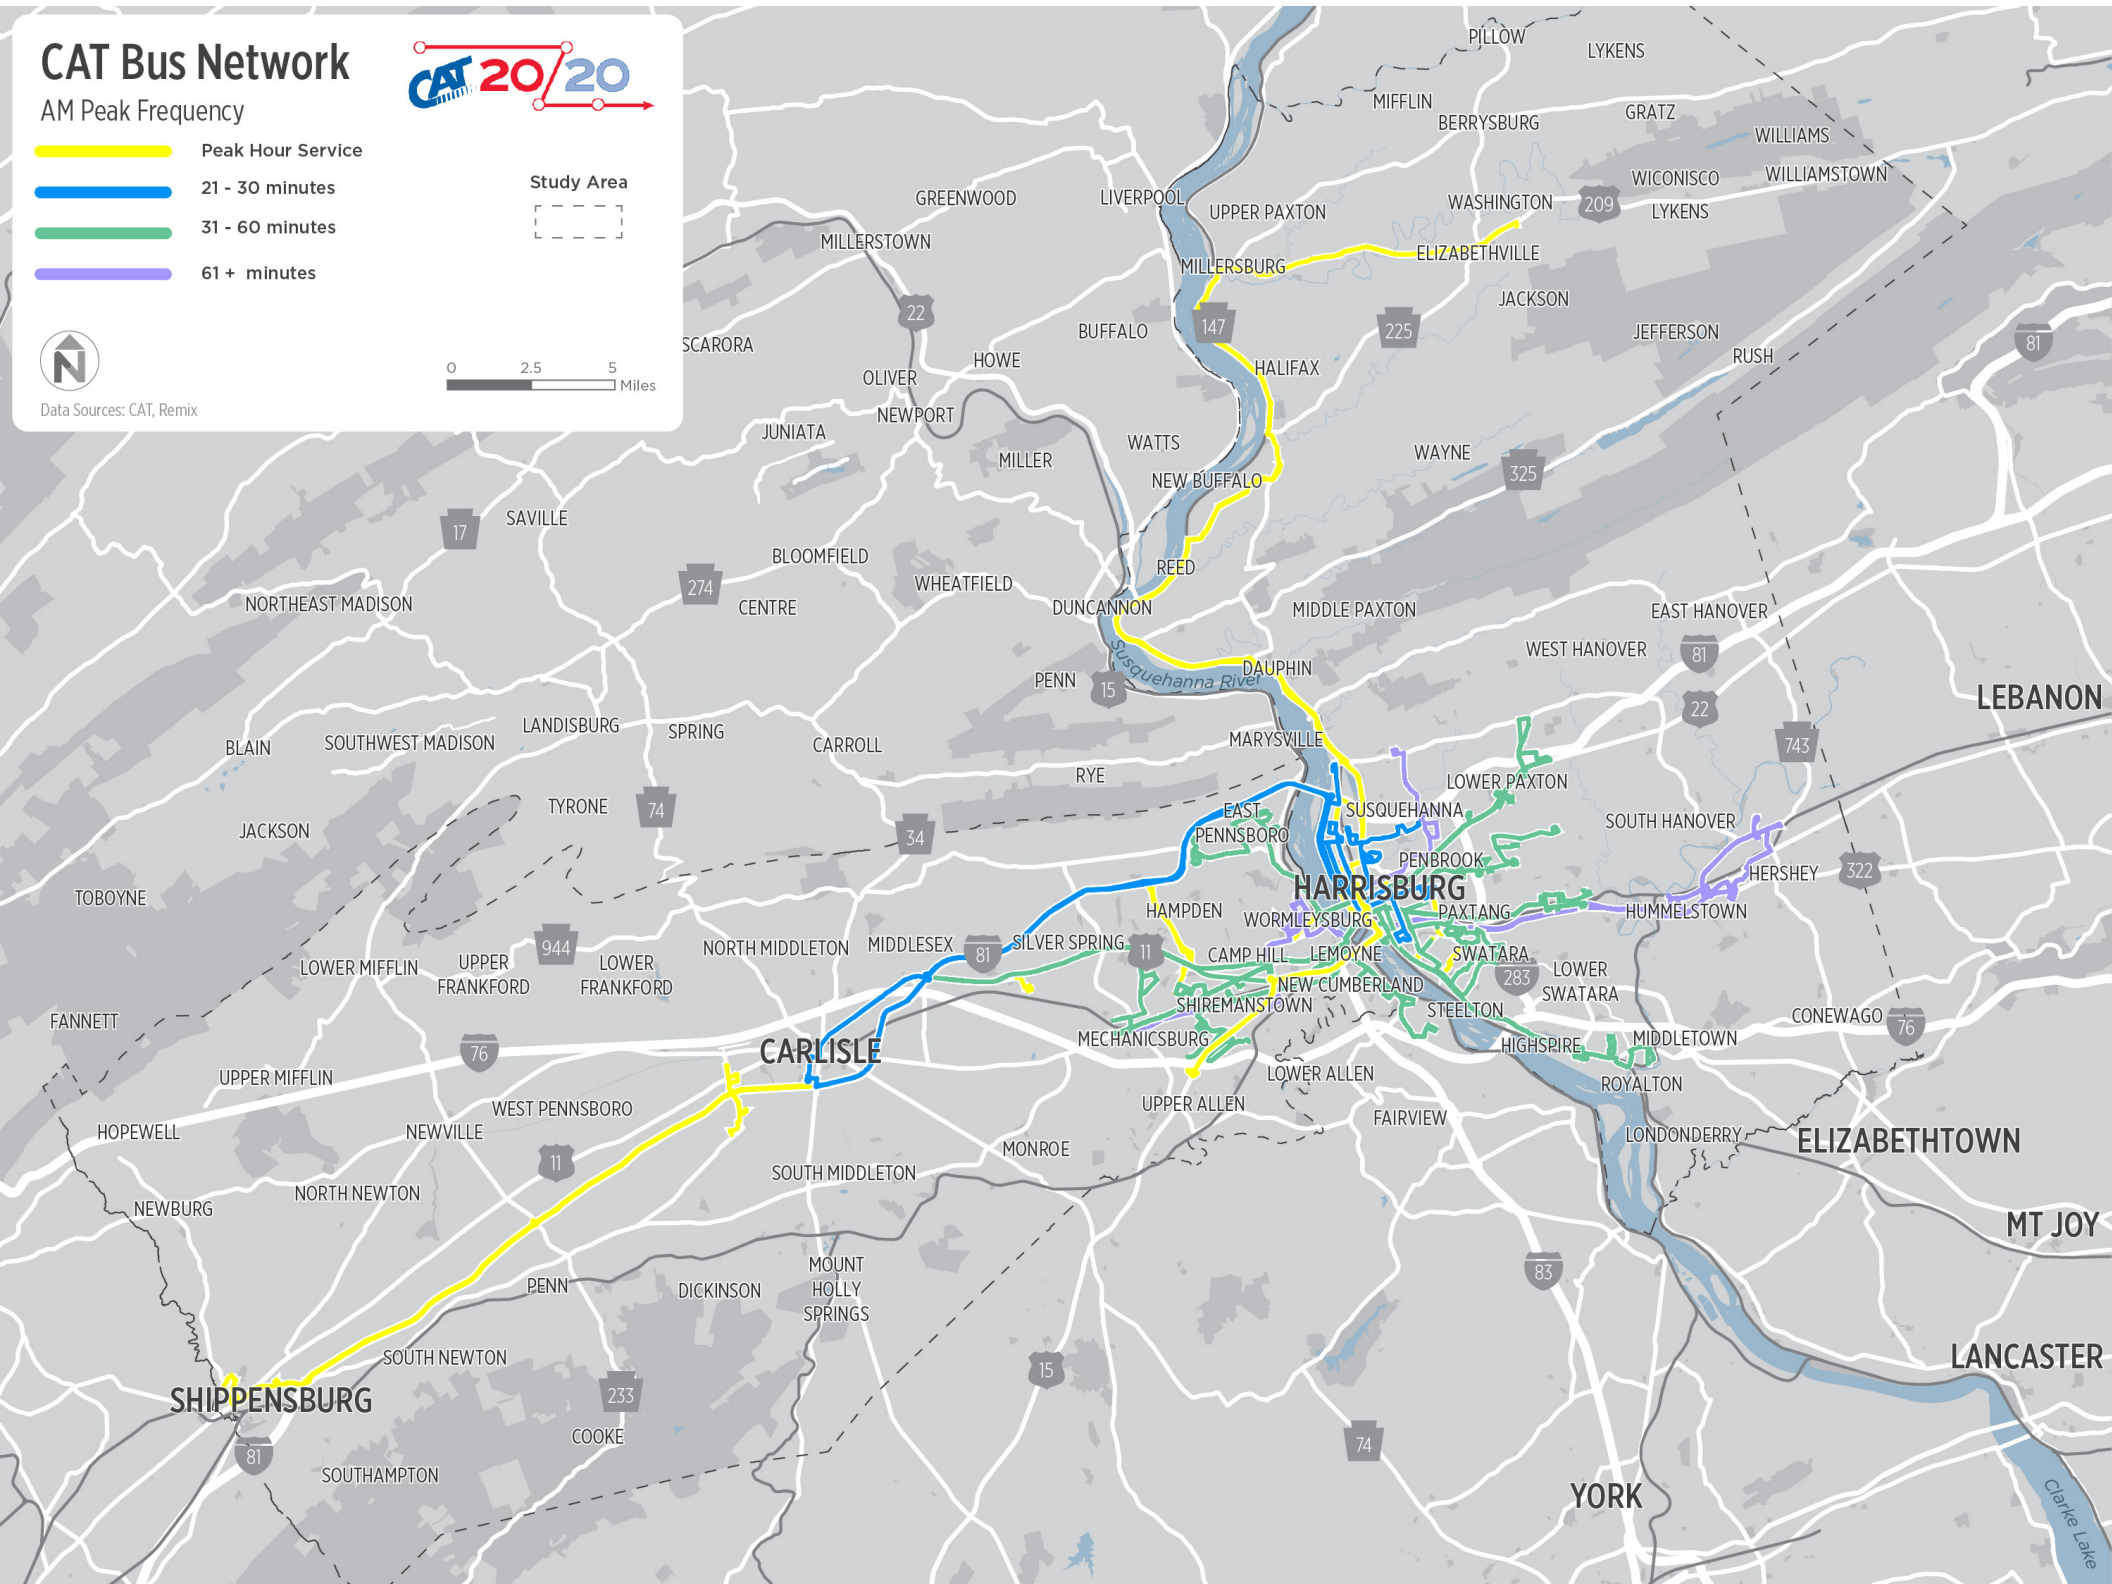 CAT Bus Network
AM Peak Frequency
CAT 20/20
Peak Hour Service
21 - 30 minutes
31 - 60 minutes
61 + minutes
Study Area
N
0 2.5 5
Miles
Data Sources: CAT, Remix
PILLOW
LYKENS
MIFFLIN
BERRYSBURG
GRATZ
WILLIAMS
GREENWOOD
LIVERPOOL
UPPER PAXTON
WASHINGTON
209
WICONISCO
LYKENS
WILLIAMSTOWN
MILLERSTOWN
MILLERSBURG
ELIZABETHVILLE
JACKSON
22
147
225
BUFFALO
JEFFERSON
RUSH
81
SCARORA
HOWE
HALIFAX
OLIVER
NEWPORT
JUNIATA
WATTS
MILLER
WAYNE
325
NEW BUFFALO
17
SAVILLE
BLOOMFIELD
REED
274
WHEATFIELD
CENTRE
DUNCANNON
NORTHEAST MADISON
MIDDLE PAXTON
EAST HANOVER
WEST HANOVER
81
Susquehanna River
DAUPHIN
PENN
15
LEBANON
22
LANDISBURG
SPRING
BLAIN
SOUTHWEST MADISON
CARROLL
MARYSVILLE
743
RYE
LOWER PAXTON
TYRONE
74
JACKSON
34
EAST
PENNSBORO
SUSQUEHANNA
SOUTH HANOVER
PENBROOK
HERSHEY
322
HARRISBURG
TOBOYNE
HAMPDEN
WORMLEYSBURG
PAXTANG
HUMMELSTOWN
944
NORTH MIDDLETON
MIDDLESEX
81
SILVER SPRING
11
CAMP HILL
LEMOYNE
SWATARA
LOWER MIFFLIN
UPPER
FRANKFORD
LOWER
FRANKFORD
283
LOWER
SWATARA
NEW CUMBERLAND
SHIREMANSTOWN
STEELTON
FANNETT
CONEWAGO
76
76
CARLISLE
MECHANICSBURG
HIGHSPIRE
MIDDLETOWN
UPPER MIFFLIN
LOWER ALLEN
ROYALTON
WEST PENNSBORO
UPPER ALLEN
FAIRVIEW
HOPEWELL
NEWVILLE
LONDONDERRY
ELIZABETHTOWN
11
MONROE
SOUTH MIDDLETON
NORTH NEWTON
NEWBURG
MT JOY
MOUNT
HOLLY
SPRINGS
83
PENN
DICKINSON
SOUTH NEWTON
LANCASTER
15
SHIPPENSBURG
233
COOKE
74
81
SOUTHAMPTON
YORK
Clarke Lake